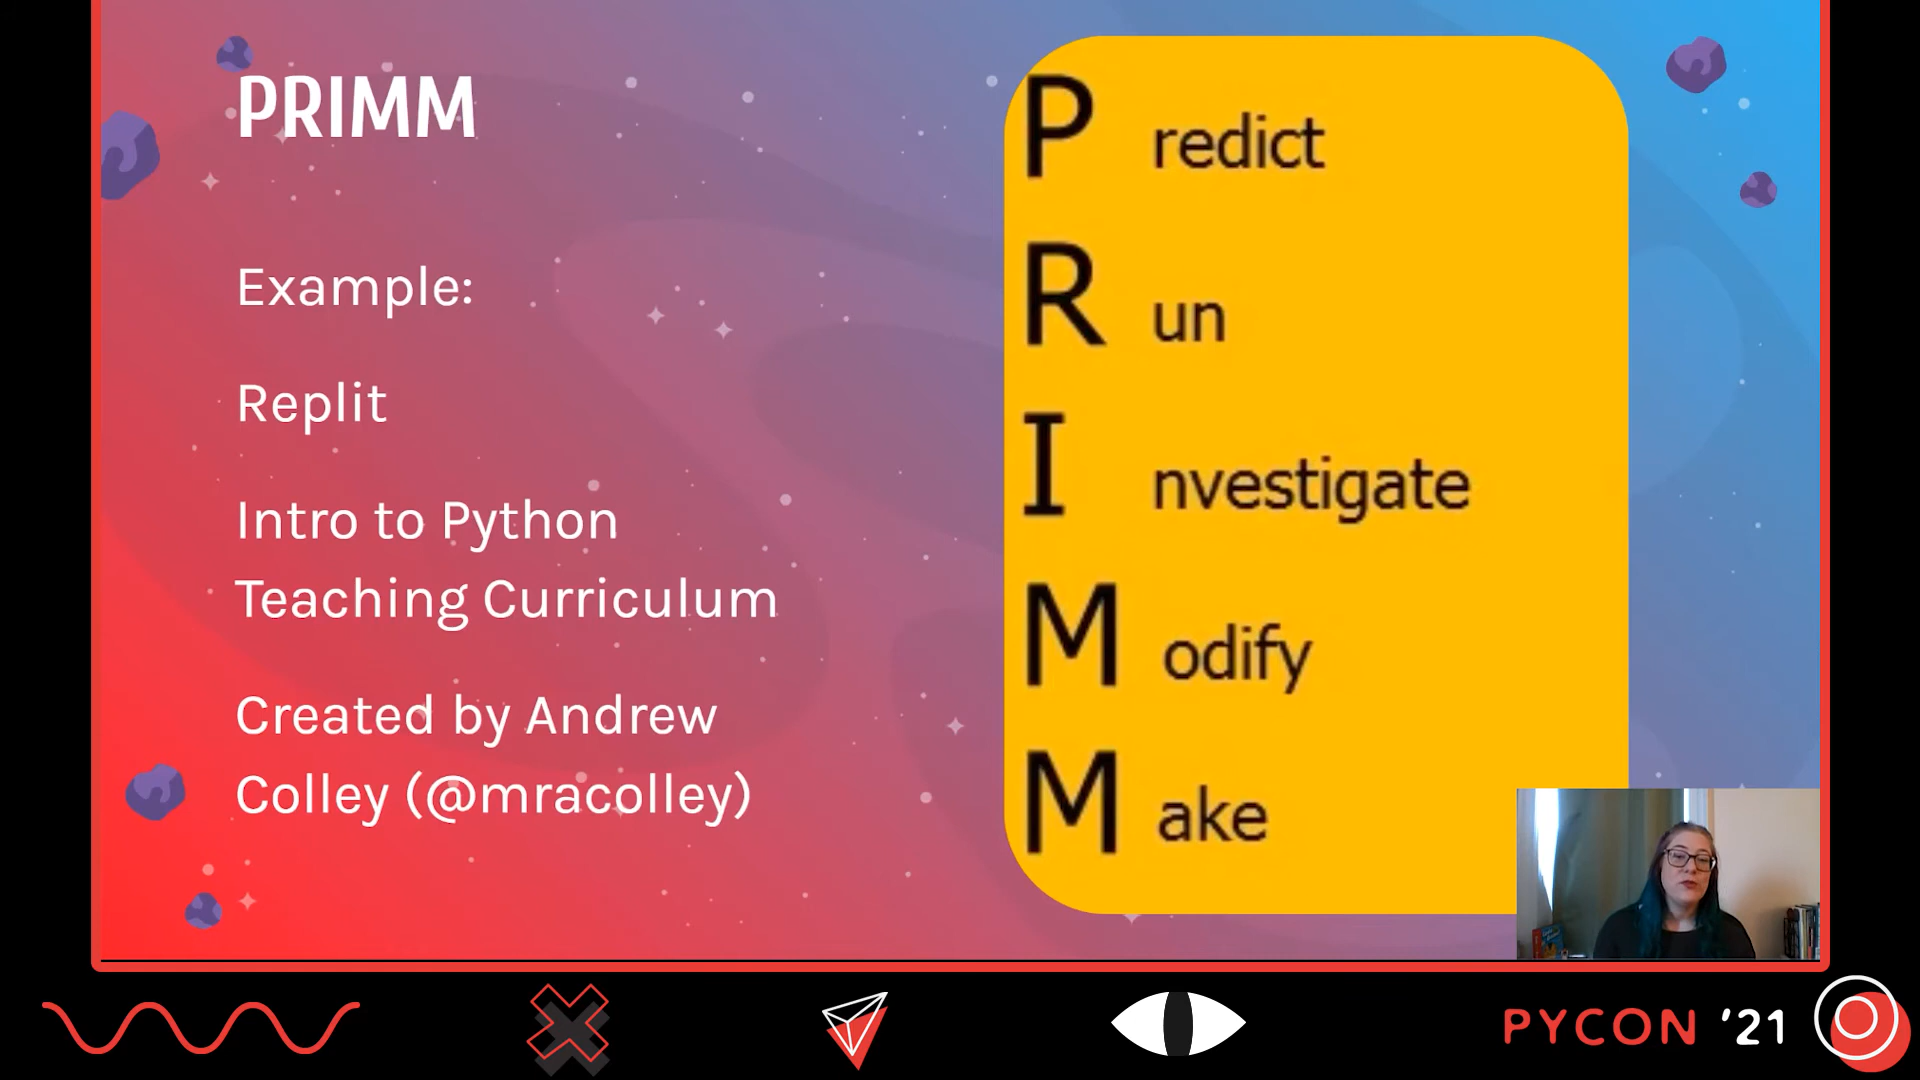 PRIMM
Example:
Replit
Intro to Python
Teaching Curriculum
Created by Andrew
Colley (@mracolley)
P redict
R un
I nvestigate
M odify
M ake
PYCON '21